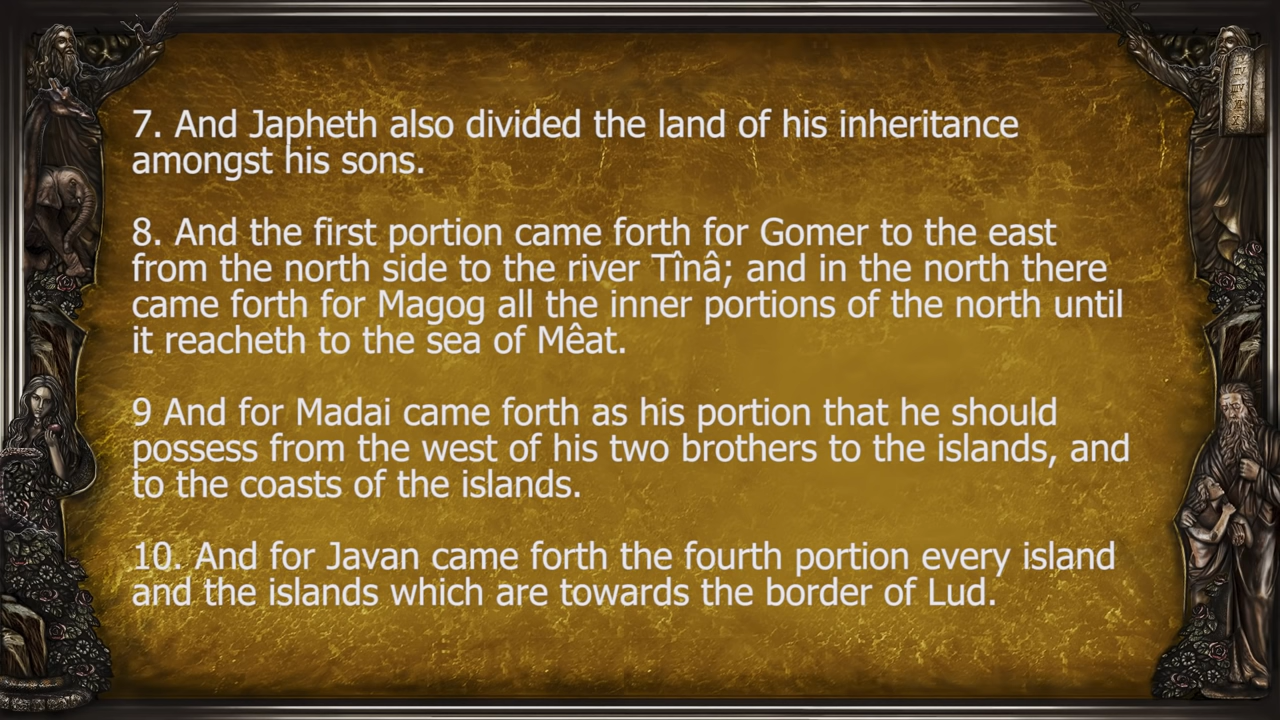 7. And Japheth also divided the land of his inheritance
amongst his sons.
8. And the first portion came forth for Gomer to the east
from the north side to the river Tînâ; and in the north there
came forth for Magog all the inner portions of the north until
it reacheth to the sea of Mêat.
9 And for Madai came forth as his portion that he should
possess from the west of his two brothers to the islands, and
to the coasts of the islands.
10. And for Javan came forth the fourth portion every island
and the islands which are towards the border of Lud.